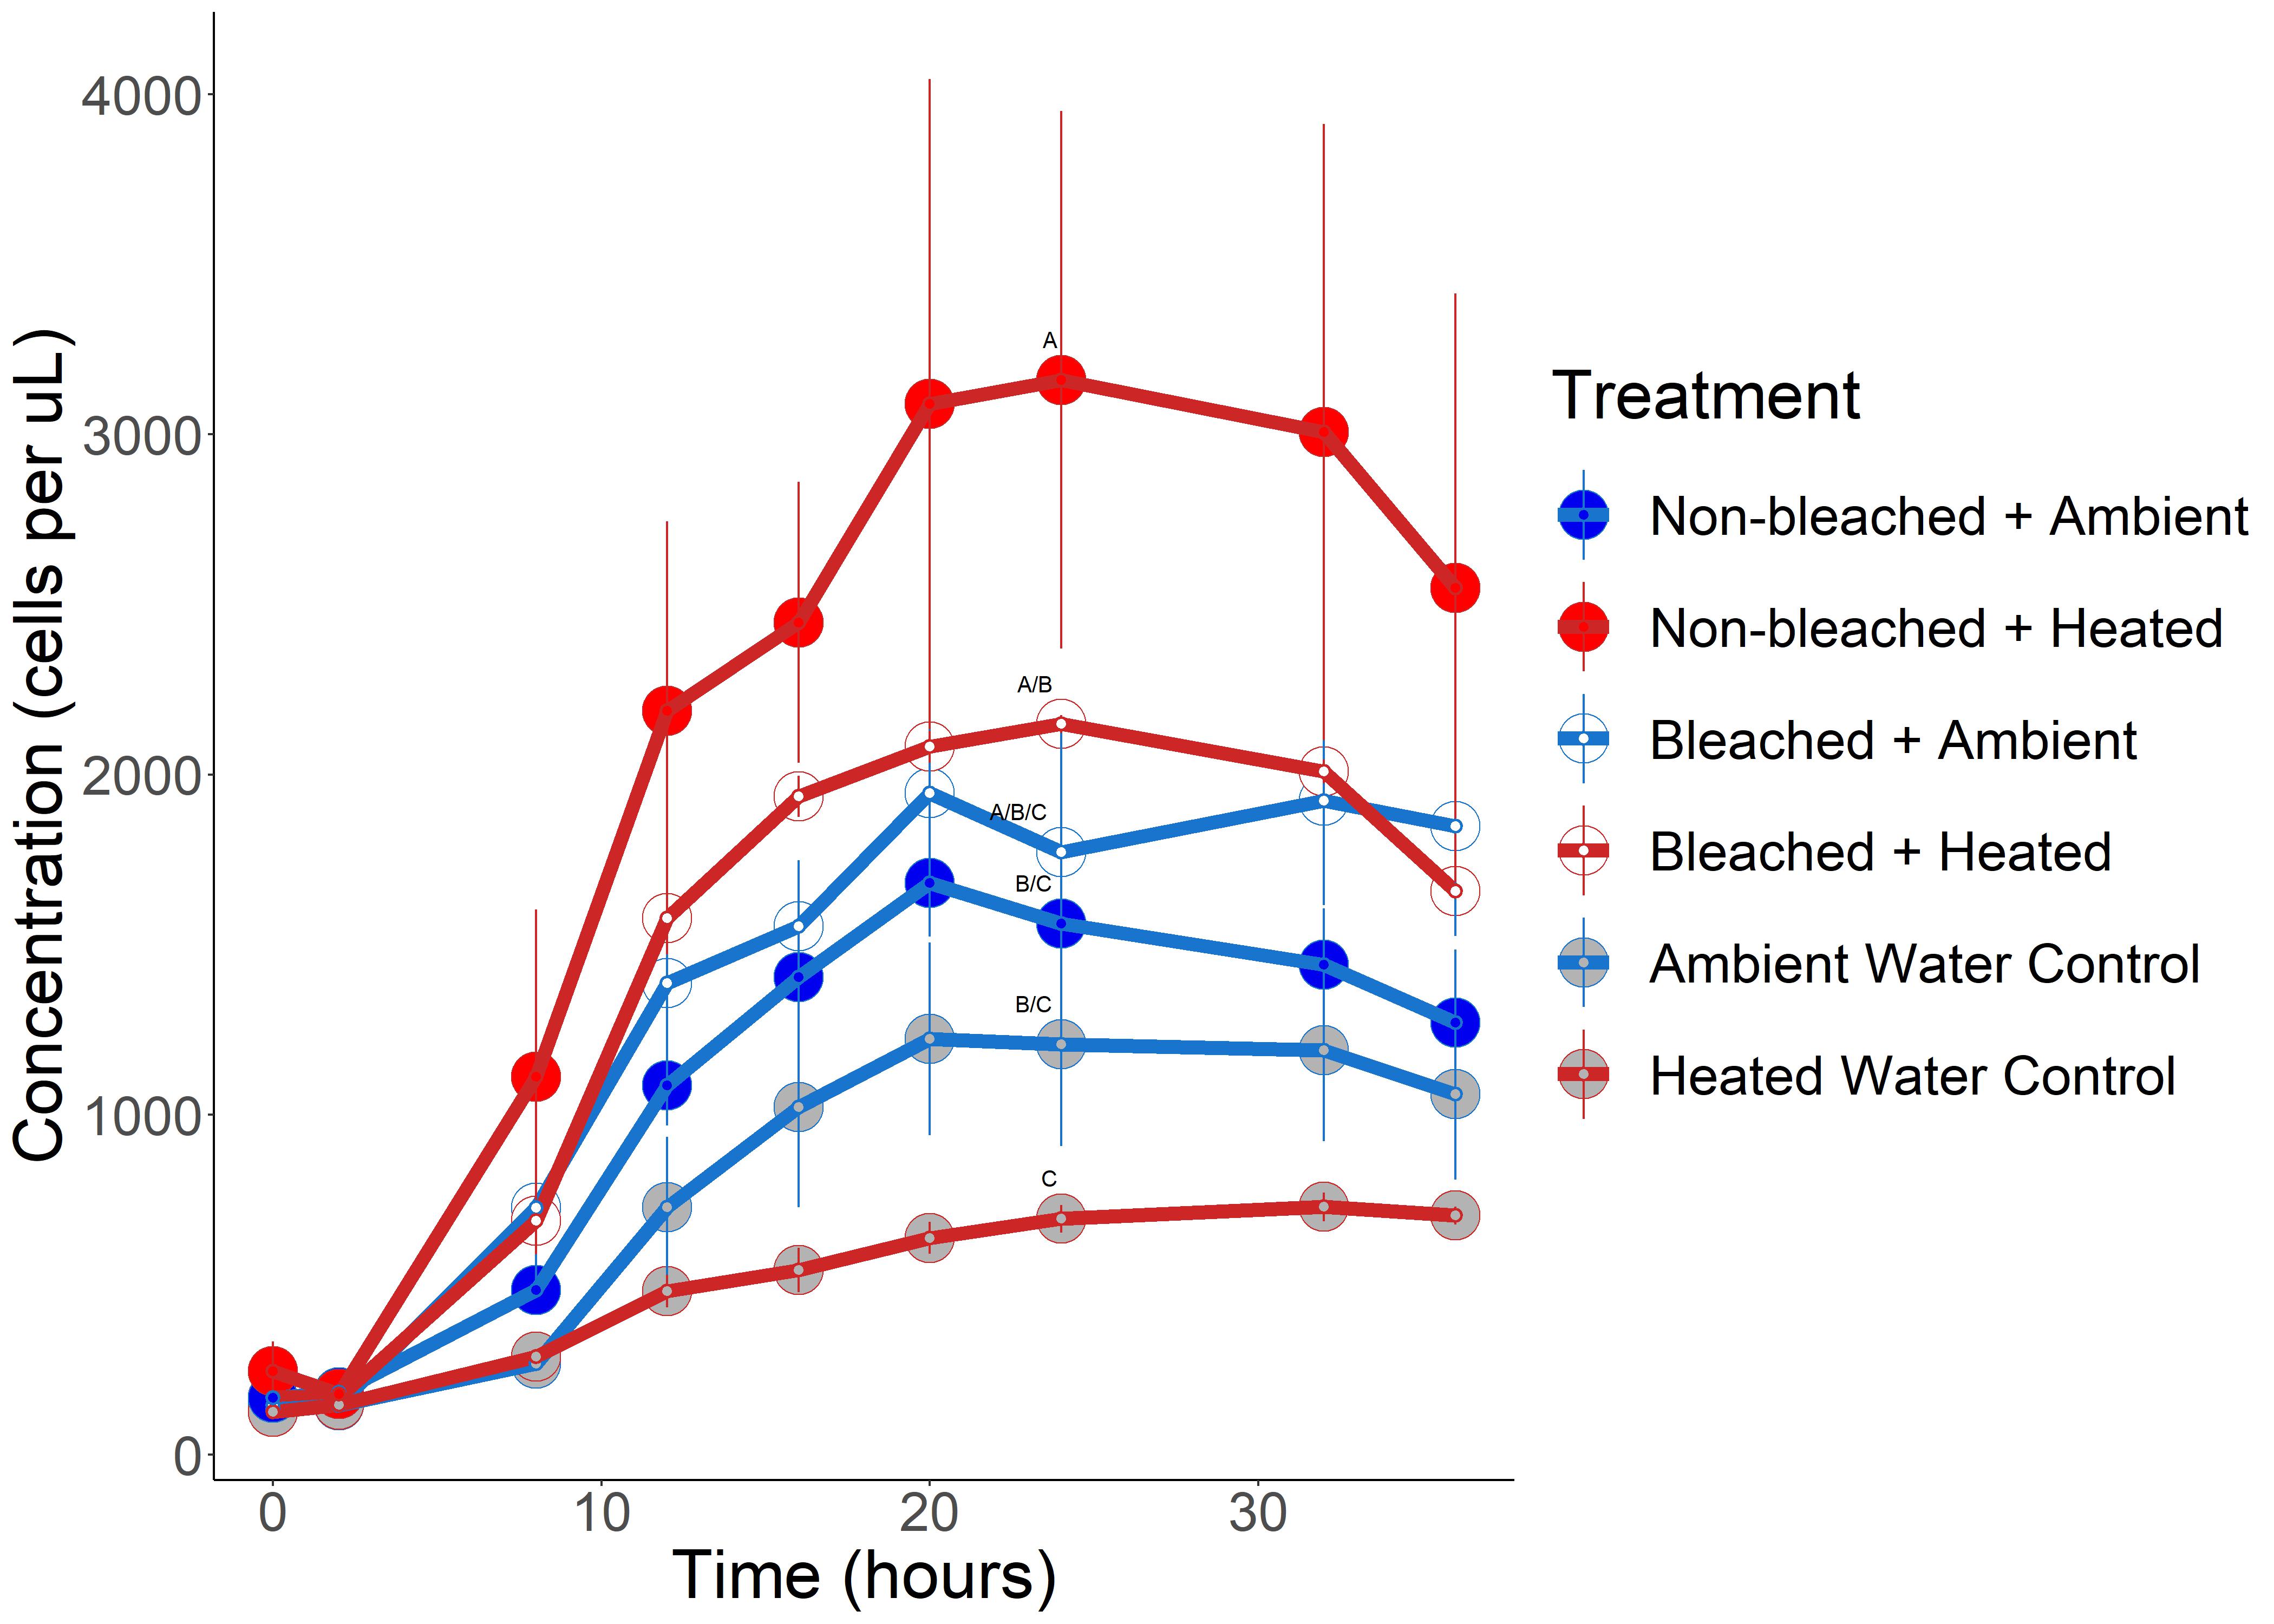 Concentration (cells per uL)
4000
3000
2000
1000
0
A
A/B
A/B/C
B/C
B/C
C
0 10 20 30
Time (hours)
Treatment
Non-bleached + Ambient
Non-bleached + Heated
Bleached + Ambient
Bleached + Heated
Ambient Water Control
Heated Water Control